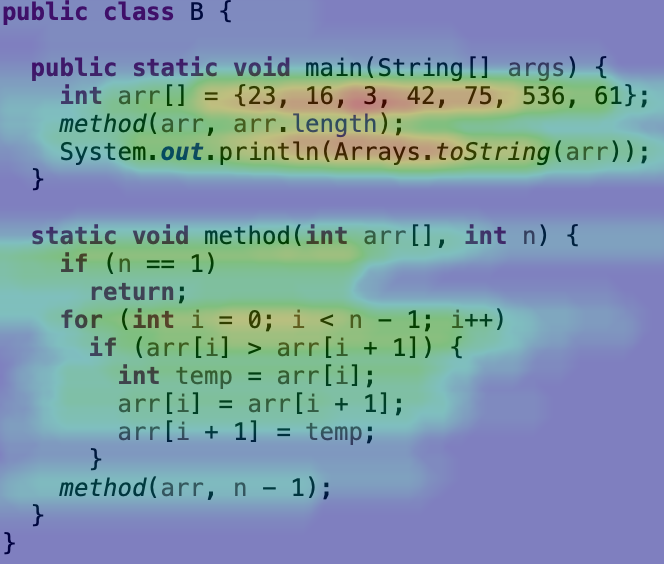 public class B {
  public static void main(String[] args) {
    int arr[] = {23, 16, 3, 42, 75, 536, 61};
    method(arr, arr.length);
    System.out.println(Arrays.toString(arr));
  }
  static void method(int arr[], int n) {
    if (n == 1)
      return;
    for (int i = 0; i < n - 1; i++)
      if (arr[i] > arr[i + 1]) {
        int temp = arr[i];
        arr[i] = arr[i + 1];
        arr[i + 1] = temp;
      }
    method(arr, n - 1);
  }
}